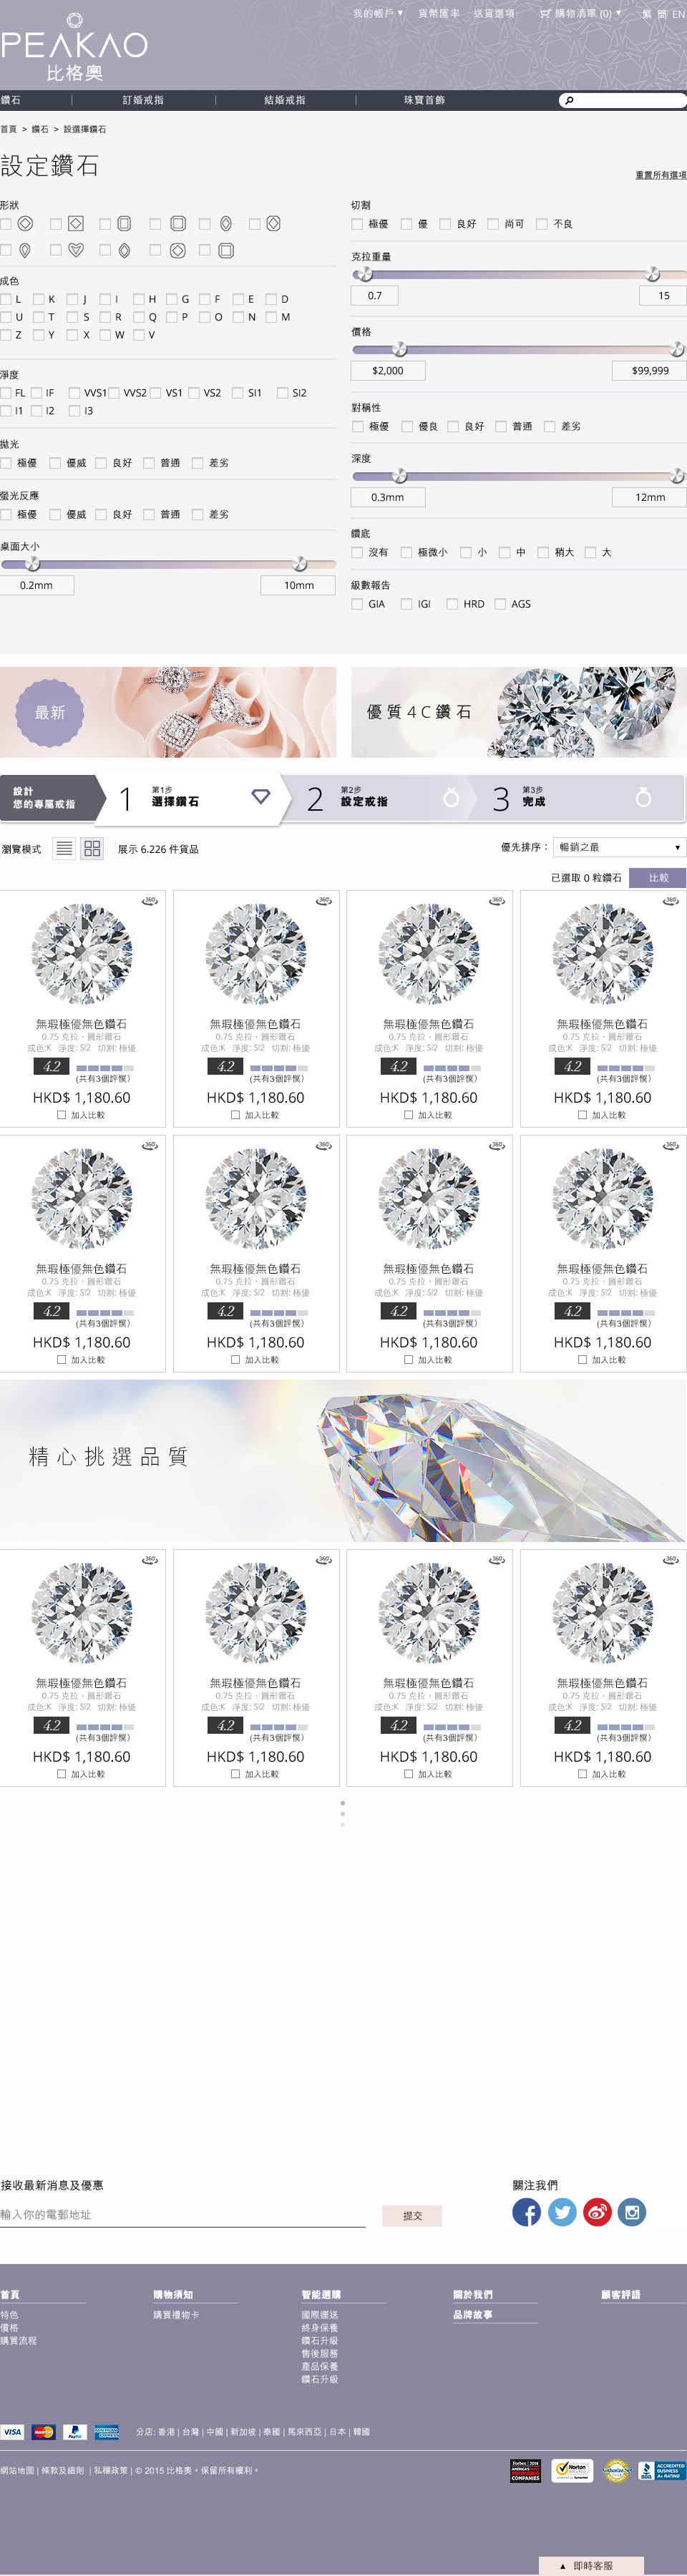 我的帳戶 ▼ 貨幣匯率 送貨選項 購物清單 (0) ▼ 繁 簡 EN
PEAKAO
比格奧
鑽石 訂婚戒指 結婚戒指 珠寶首飾
首頁 > 鑽石 > 設選擇鑽石
設定鑽石
重置所有選項
形狀
成色
L K J I H G F E D
U T S R Q P O N M
Z Y X W V
淨度
FL IF VVS1 VVS2 VS1 VS2 SI1 SI2
I1 I2 I3
拋光
極優 優威 良好 普通 差劣
螢光反應
極優 優威 良好 普通 差劣
桌面大小
0.2mm 10mm
切割
極優 優 良好 尚可 不良
克拉重量
0.7 15
價格
$2,000 $99,999
對稱性
極優 優良 良好 普通 差劣
深度
0.3mm 12mm
鑽底
沒有 極微小 小 中 稍大 大
級數報告
GIA IGI HRD AGS
最新
優質4C鑽石
設計
您的專屬戒指
1 第1步
選擇鑽石
2 第2步
設定戒指
3 第3步
完成
瀏覽模式 展示 6.226 件貨品 優先排序： 暢銷之最 ▼
已選取 0 粒鑽石 比較
360° 360° 360° 360°
無瑕極優無色鑽石 無瑕極優無色鑽石 無瑕極優無色鑽石 無瑕極優無色鑽石
0.75 克拉，圓形鑽石 0.75 克拉，圓形鑽石 0.75 克拉，圓形鑽石 0.75 克拉，圓形鑽石
成色:K 淨度: SI2 切割: 極優 成色:K 淨度: SI2 切割: 極優 成色:K 淨度: SI2 切割: 極優 成色:K 淨度: SI2 切割: 極優
4.2 4.2 4.2 4.2
(共有3個評價) (共有3個評價) (共有3個評價) (共有3個評價)
HKD$ 1,180.60 HKD$ 1,180.60 HKD$ 1,180.60 HKD$ 1,180.60
加入比較 加入比較 加入比較 加入比較
360° 360° 360° 360°
無瑕極優無色鑽石 無瑕極優無色鑽石 無瑕極優無色鑽石 無瑕極優無色鑽石
0.75 克拉，圓形鑽石 0.75 克拉，圓形鑽石 0.75 克拉，圓形鑽石 0.75 克拉，圓形鑽石
成色:K 淨度: SI2 切割: 極優 成色:K 淨度: SI2 切割: 極優 成色:K 淨度: SI2 切割: 極優 成色:K 淨度: SI2 切割: 極優
4.2 4.2 4.2 4.2
(共有3個評價) (共有3個評價) (共有3個評價) (共有3個評價)
HKD$ 1,180.60 HKD$ 1,180.60 HKD$ 1,180.60 HKD$ 1,180.60
加入比較 加入比較 加入比較 加入比較
精心挑選品質
360° 360° 360° 360°
無瑕極優無色鑽石 無瑕極優無色鑽石 無瑕極優無色鑽石 無瑕極優無色鑽石
0.75 克拉，圓形鑽石 0.75 克拉，圓形鑽石 0.75 克拉，圓形鑽石 0.75 克拉，圓形鑽石
成色:K 淨度: SI2 切割: 極優 成色:K 淨度: SI2 切割: 極優 成色:K 淨度: SI2 切割: 極優 成色:K 淨度: SI2 切割: 極優
4.2 4.2 4.2 4.2
(共有3個評價) (共有3個評價) (共有3個評價) (共有3個評價)
HKD$ 1,180.60 HKD$ 1,180.60 HKD$ 1,180.60 HKD$ 1,180.60
加入比較 加入比較 加入比較 加入比較
接收最新消息及優惠 關注我們
輸入你的電郵地址 提交
首頁
特色
價格
購買流程
購物須知
購買禮物卡
智能選購
國際運送
終身保養
鑽石升級
售後服務
產品保養
鑽石升級
關於我們
品牌故事
顧客評語
VISA MasterCard PayPal AMERICAN EXPRESS 分店: 香港 | 台灣 | 中國 | 新加坡 | 泰國 | 馬來西亞 | 日本 | 韓國
網站地圖 | 條款及細則 | 私隱政策 | © 2015 比格奧。保留所有權利。
Forbes 2014 AMERICA'S MOST PROMISING COMPANIES
Norton SECURED
Authorize.Net
BBB ACCREDITED BUSINESS A+ RATING
▲ 即時客服